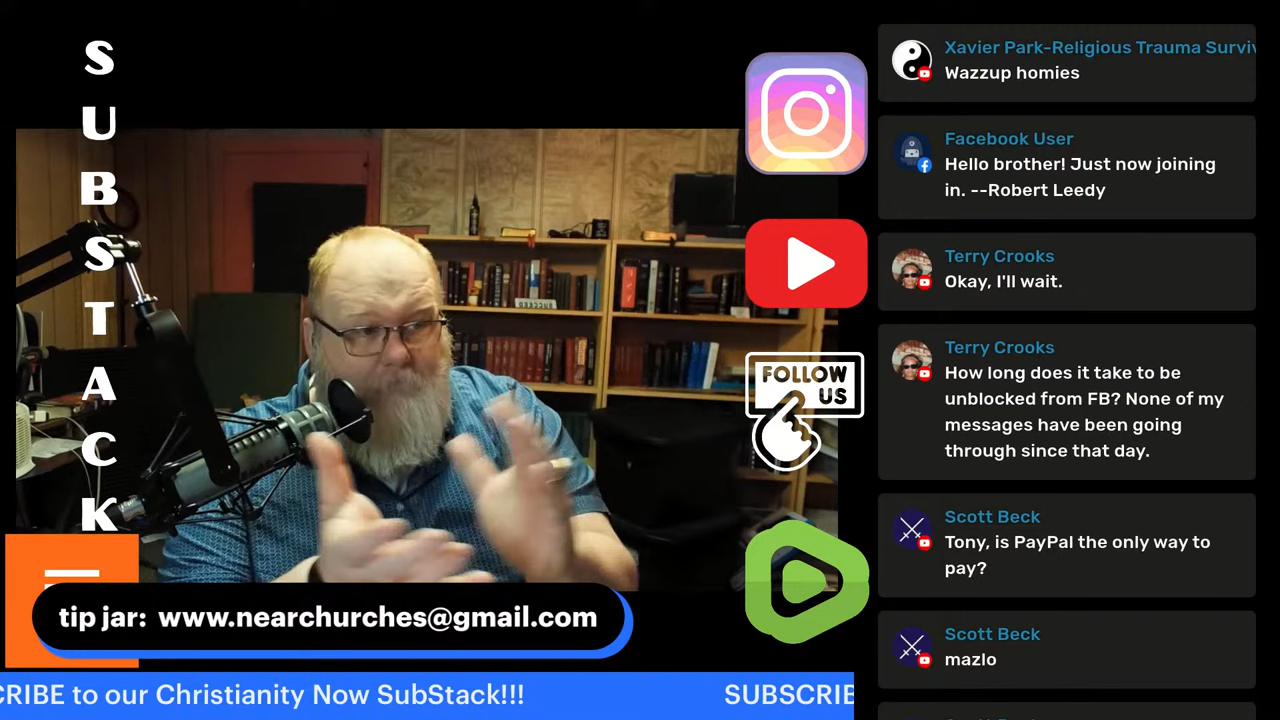 SUBSTACK
SUCCEED
FOLLOW
US
tip jar: www.nearchurches@gmail.com
CRIBE to our Christianity Now SubStack!!!
SUBSCRIBE
Xavier Park-Religious Trauma Surviv
Wazzup homies
Facebook User
Hello brother! Just now joining
in. --Robert Leedy
Terry Crooks
Okay, I'll wait.
Terry Crooks
How long does it take to be
unblocked from FB? None of my
messages have been going
through since that day.
Scott Beck
Tony, is PayPal the only way to
pay?
Scott Beck
mazlo